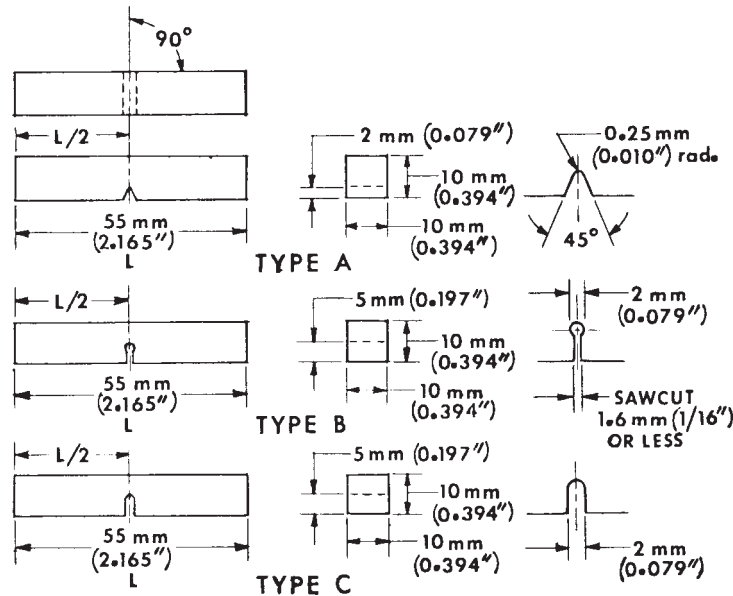 90°
L/2
55 mm
(2.165″)
L
2 mm (0.079″)
10 mm
(0.394″)
10 mm
(0.394″)
0.25 mm
(0.010″) rad.
45°
TYPE A
L/2
55 mm
(2.165″)
L
5 mm (0.197″)
10 mm
(0.394″)
10 mm
(0.394″)
2 mm
(0.079″)
SAWCUT
1.6 mm (1/16″)
OR LESS
TYPE B
L/2
55 mm
(2.165″)
L
5 mm (0.197″)
10 mm
(0.394″)
10 mm
(0.394″)
2 mm
(0.079″)
TYPE C